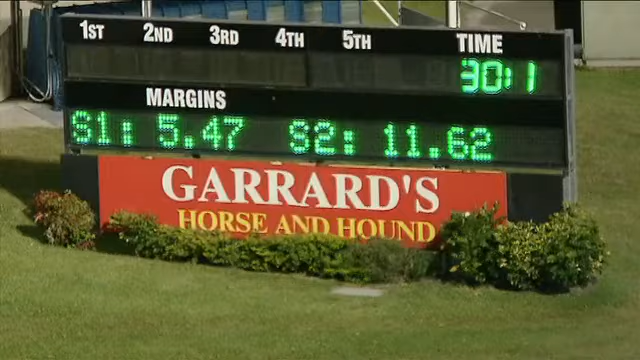 1ST 2ND 3RD 4TH 5TH TIME
30:1
MARGINS
S1: 5.47 S2: 11.62
GARRARD'S
HORSE AND HOUND